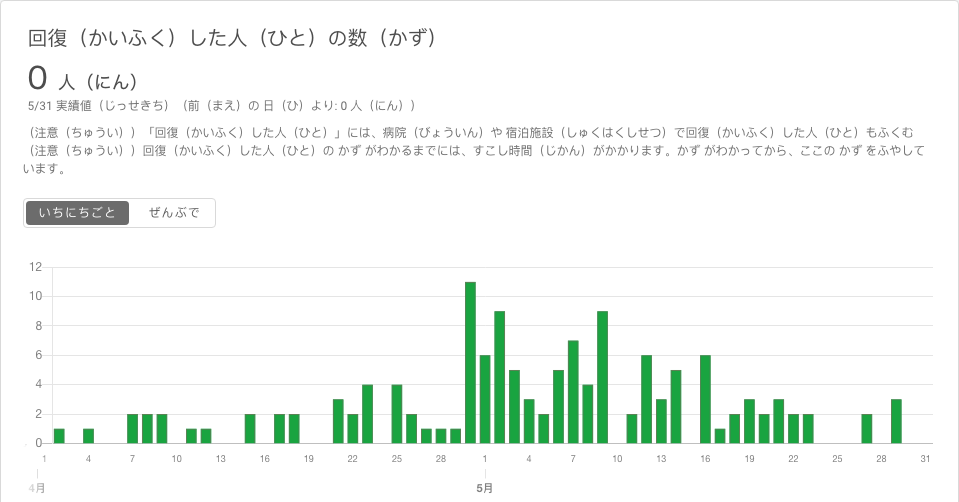 回復（かいふく）した人（ひと）の数（かず）
0 人（にん）
5/31 実績値（じっせきち）（前（まえ）の 日（ひ）より: 0 人（にん））
（注意（ちゅうい））「回復（かいふく）した人（ひと）」には、病院（びょういん）や 宿泊施設（しゅくはくしせつ）で回復（かいふく）した人（ひと）もふくむ
（注意（ちゅうい））回復（かいふく）した人（ひと）の かず がわかるまでには、すこし時間（じかん）がかかります。かず がわかってから、ここの かず をふやして
います。
いちにちごと ぜんぶで
12
10
8
6
4
2
0
1 4 7 10 13 16 19 22 25 28 1 4 7 10 13 16 19 22 25 28 31
4月 5月